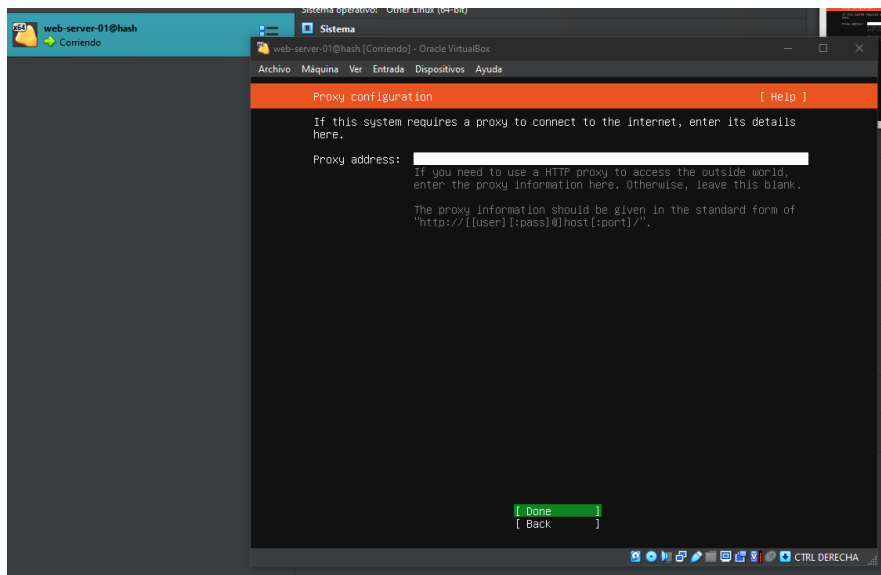 Sistema operativo: Other Linux (64-bit)
x64
web-server-01@hash
Corriendo
Sistema
web-server-01@hash [Corriendo] - Oracle VirtualBox
Archivo Máquina Ver Entrada Dispositivos Ayuda
Proxy configuration [ Help ]
If this system requires a proxy to connect to the internet, enter its details
here.
Proxy address:
If you need to use a HTTP proxy to access the outside world,
enter the proxy information here. Otherwise, leave this blank.
The proxy information should be given in the standard form of
"http://[[user][:pass]@]host[:port]/".
[ Done ]
[ Back ]
CTRL DERECHA